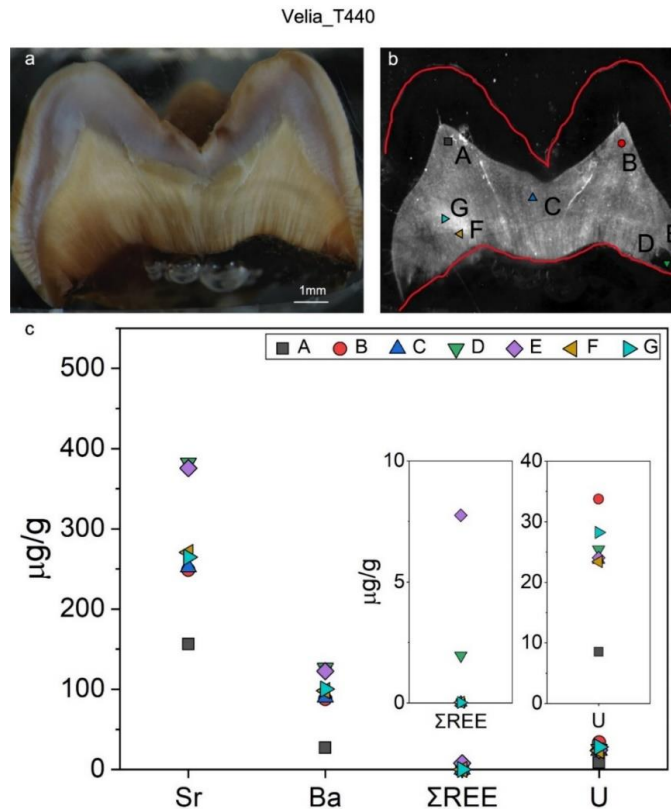 Velia_T440
a
b
A
B
C
G
F
D
E
1mm
c
A B C D E F G
500
400
300
200
100
0
µg/g
Sr Ba ΣREE U
10
5
0
µg/g
ΣREE
40
30
20
10
0
U